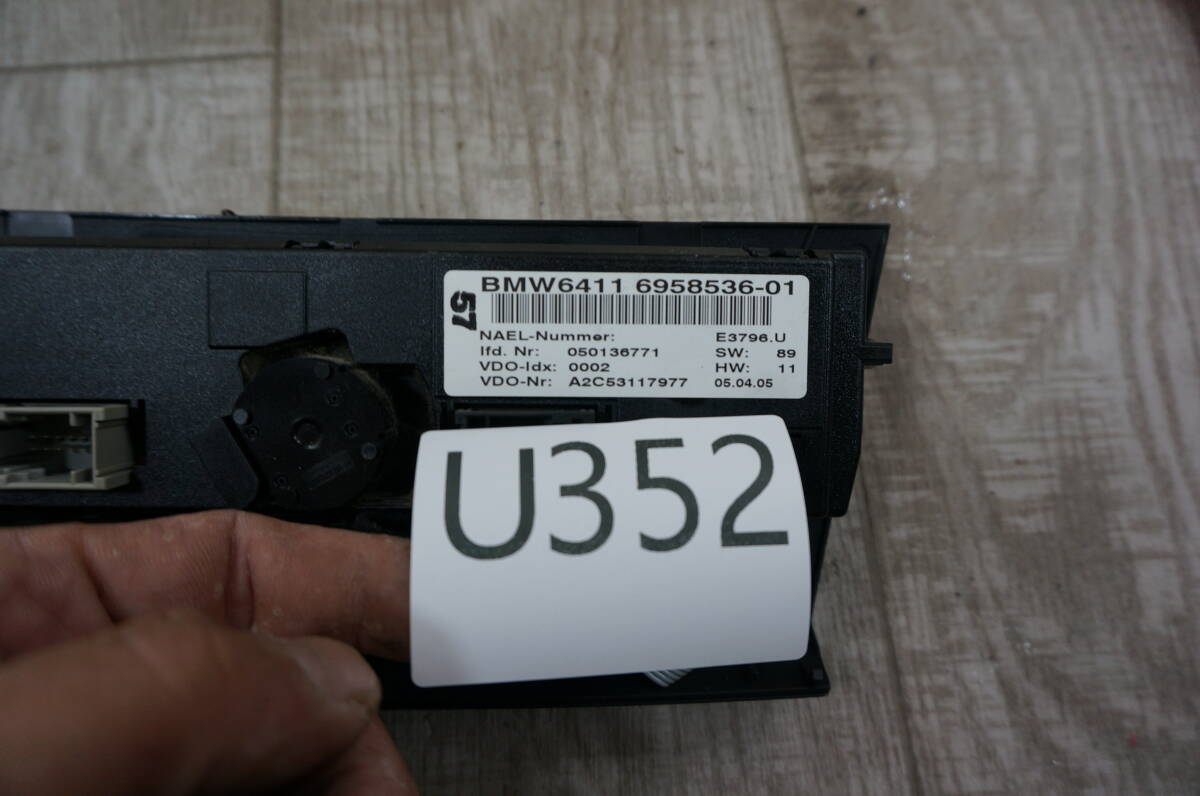 BMW6411 6958536-01
57
NAEL-Nummer: E3796.U
lfd. Nr: 050136771 SW: 89
VDO-Idx: 0002 HW: 11
VDO-Nr: A2C53117977 05.04.05
U352